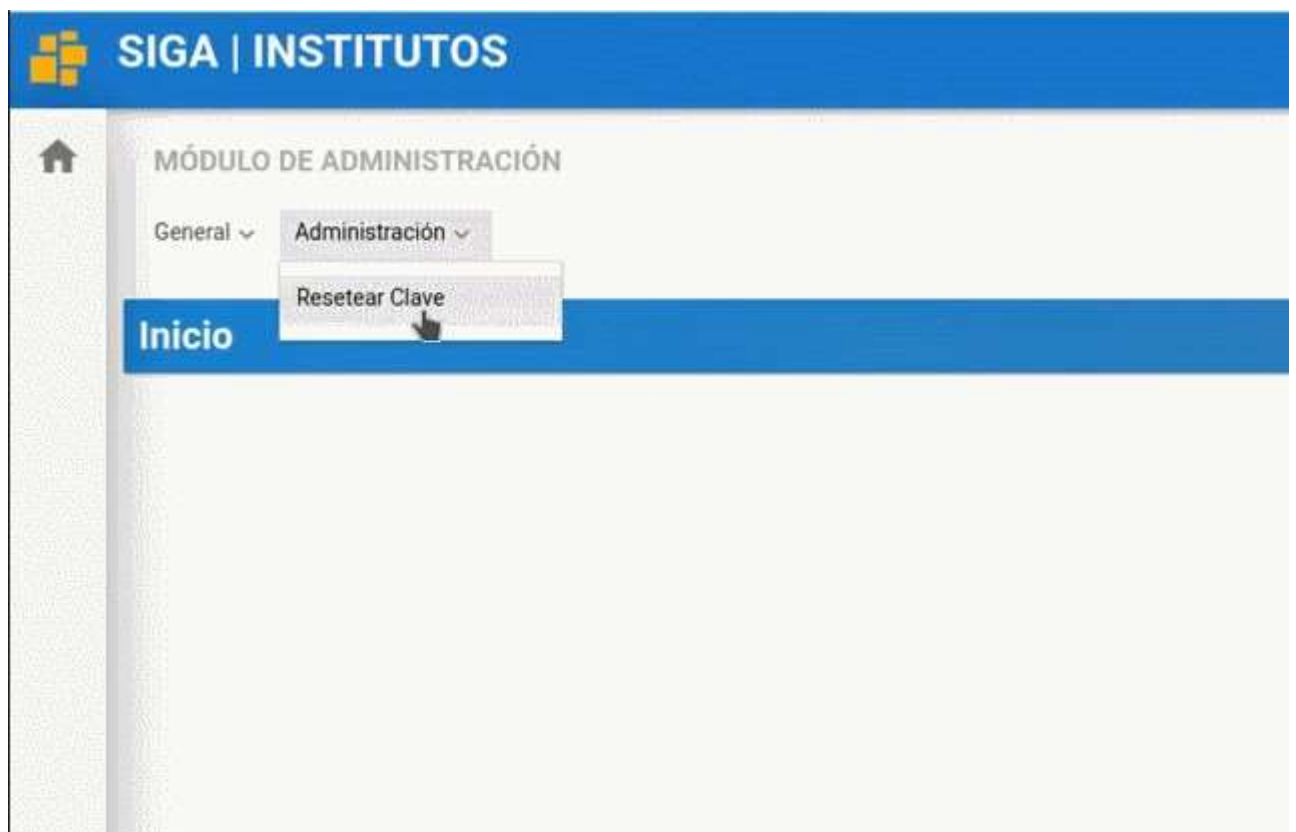 SIGA | INSTITUTOS
MÓDULO DE ADMINISTRACIÓN
General Administración
Resetear Clave
Inicio